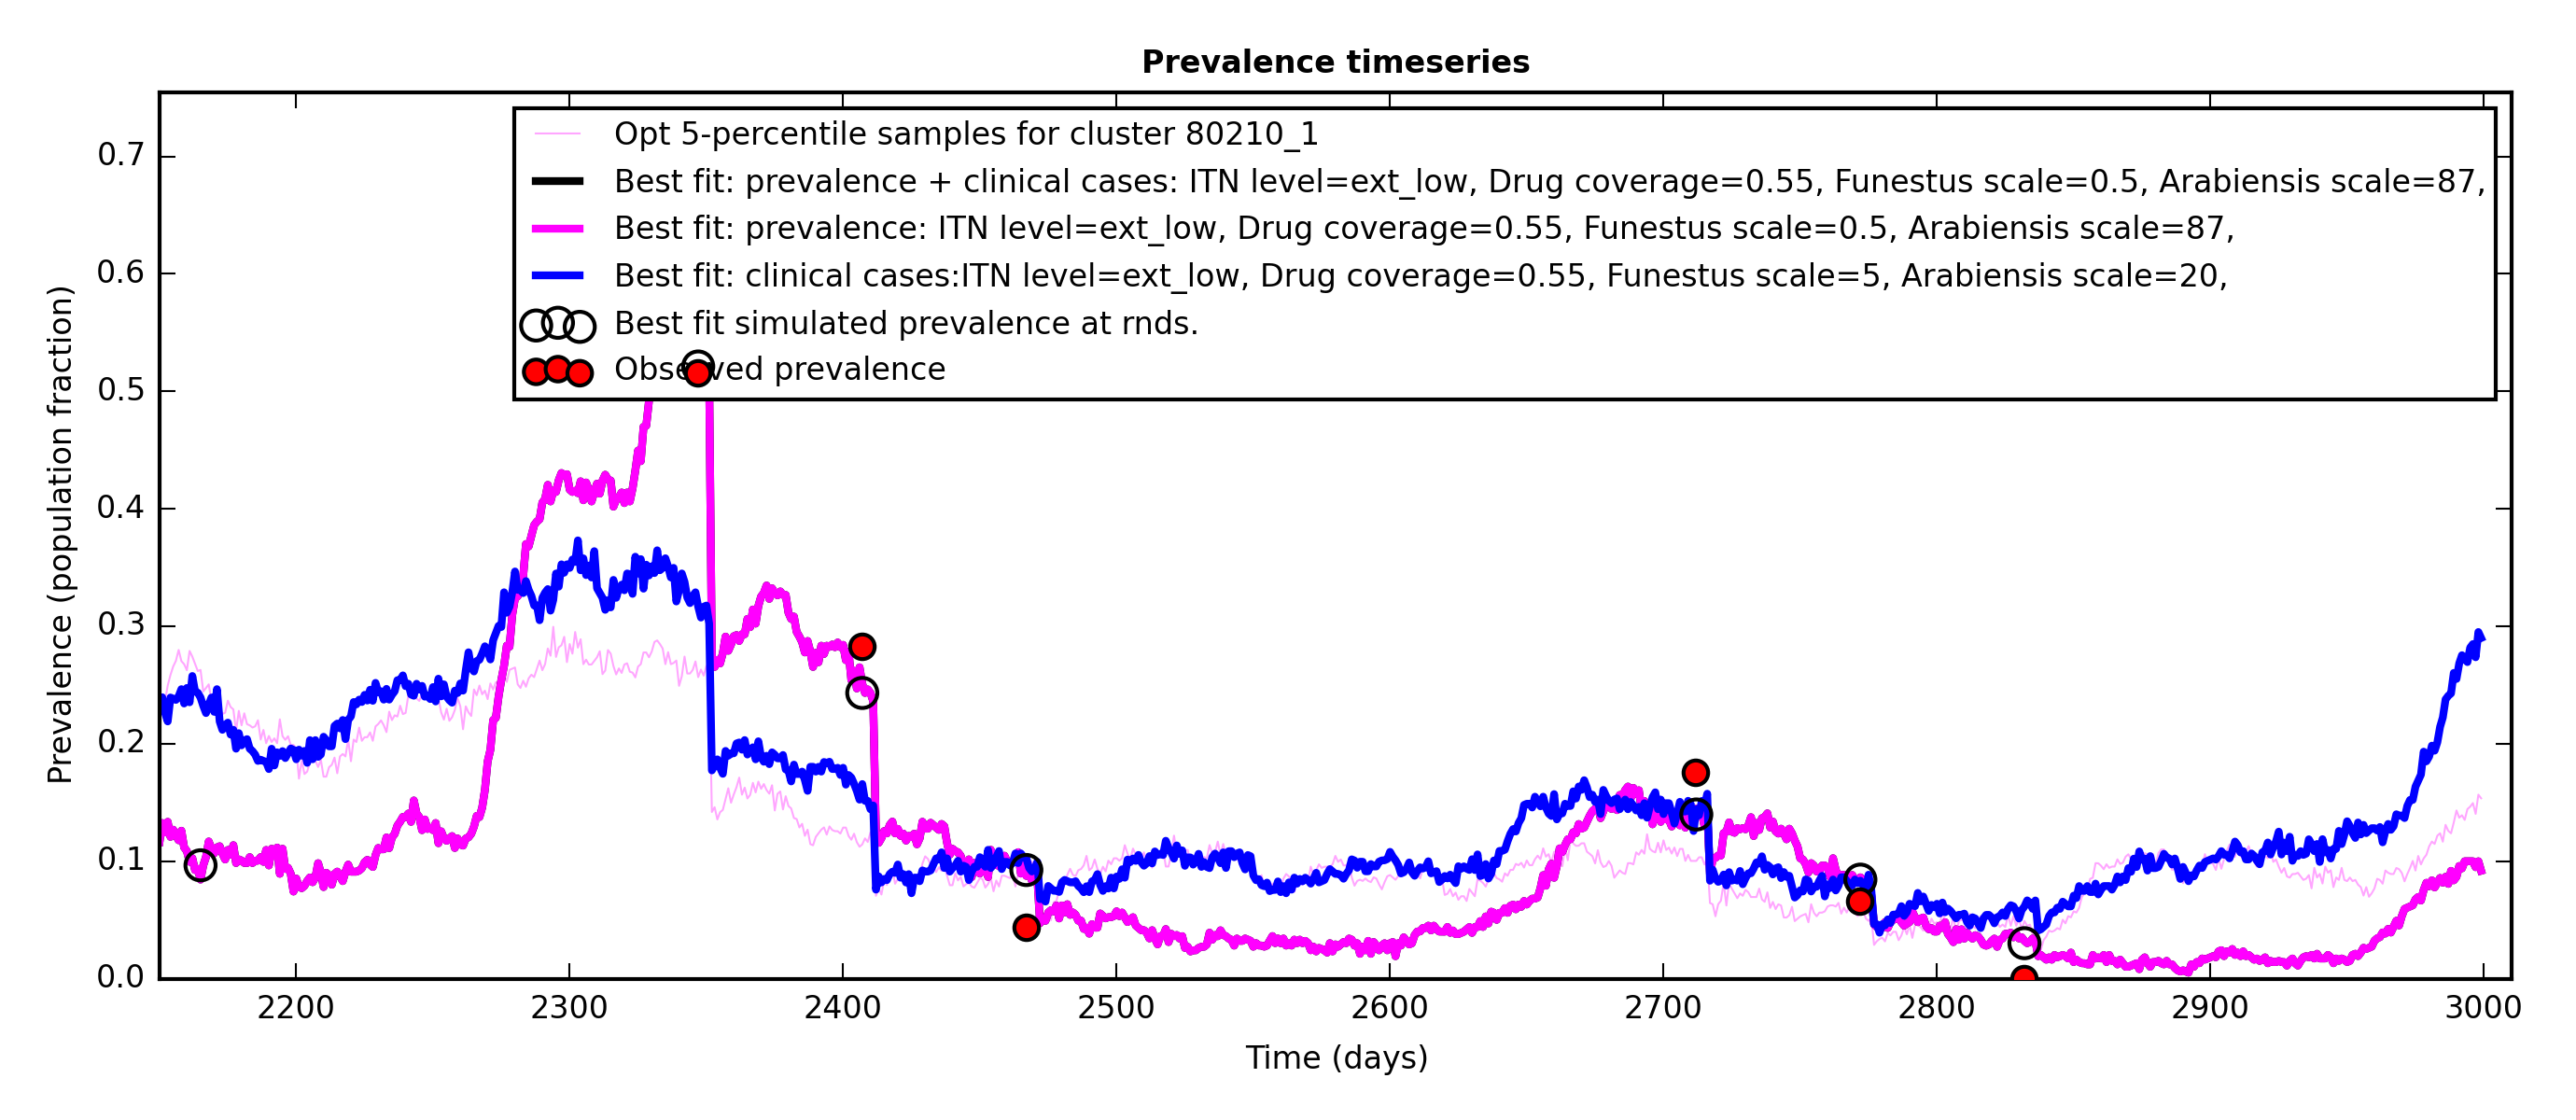 Prevalence timeseries
Prevalence (population fraction)
0.7
0.6
0.5
0.4
0.3
0.2
0.1
0.0
Opt 5-percentile samples for cluster 80210_1
Best fit: prevalence + clinical cases: ITN level=ext_low, Drug coverage=0.55, Funestus scale=0.5, Arabiensis scale=87,
Best fit: prevalence: ITN level=ext_low, Drug coverage=0.55, Funestus scale=0.5, Arabiensis scale=87,
Best fit: clinical cases:ITN level=ext_low, Drug coverage=0.55, Funestus scale=5, Arabiensis scale=20,
Best fit simulated prevalence at rnds.
Observed prevalence
2200 2300 2400 2500 2600 2700 2800 2900 3000
Time (days)